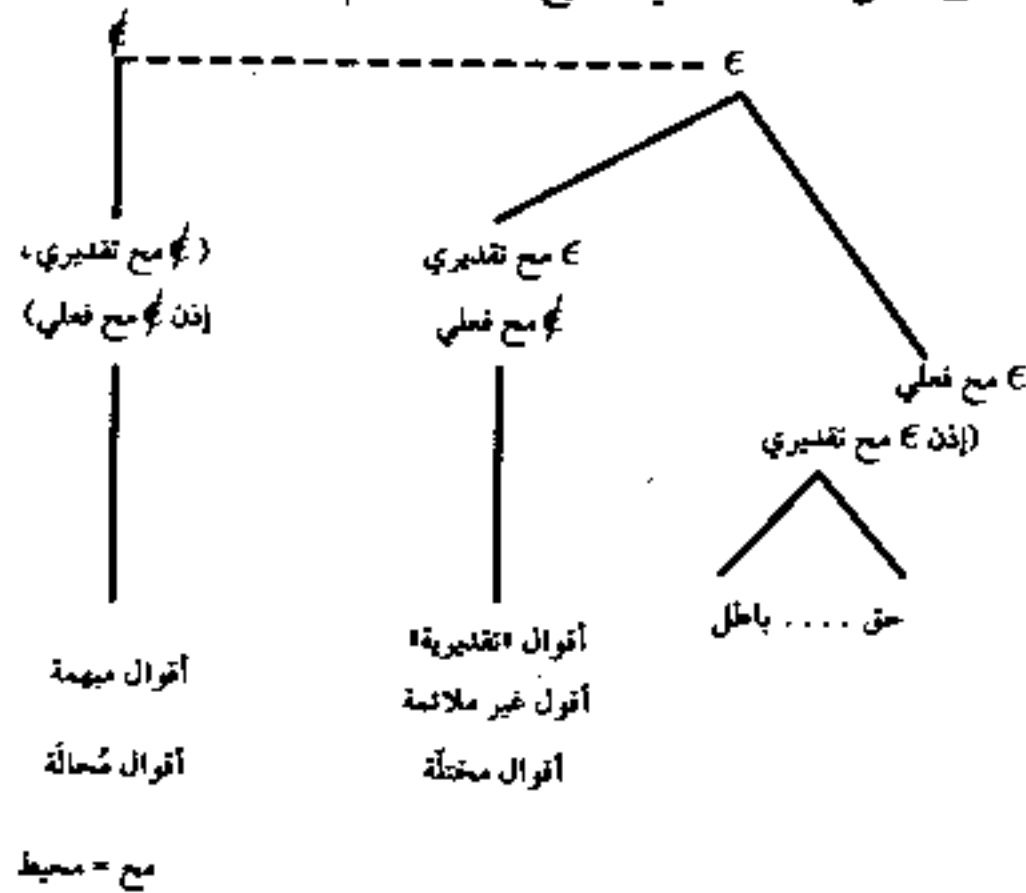 ∉ ∈
∈ مح تقديري
∉ مح فعلي
(∉ مح تقديري،
إذن ∉ مح فعلي)
∈ مح فعلي
(إذن ∈ مح تقديري
حق .... باطل
أقوال «تقديرية»
أقول غير ملائمة
أقوال مختلّة
أقوال مبهمة
أقوال مُحالَة
مح = محيط